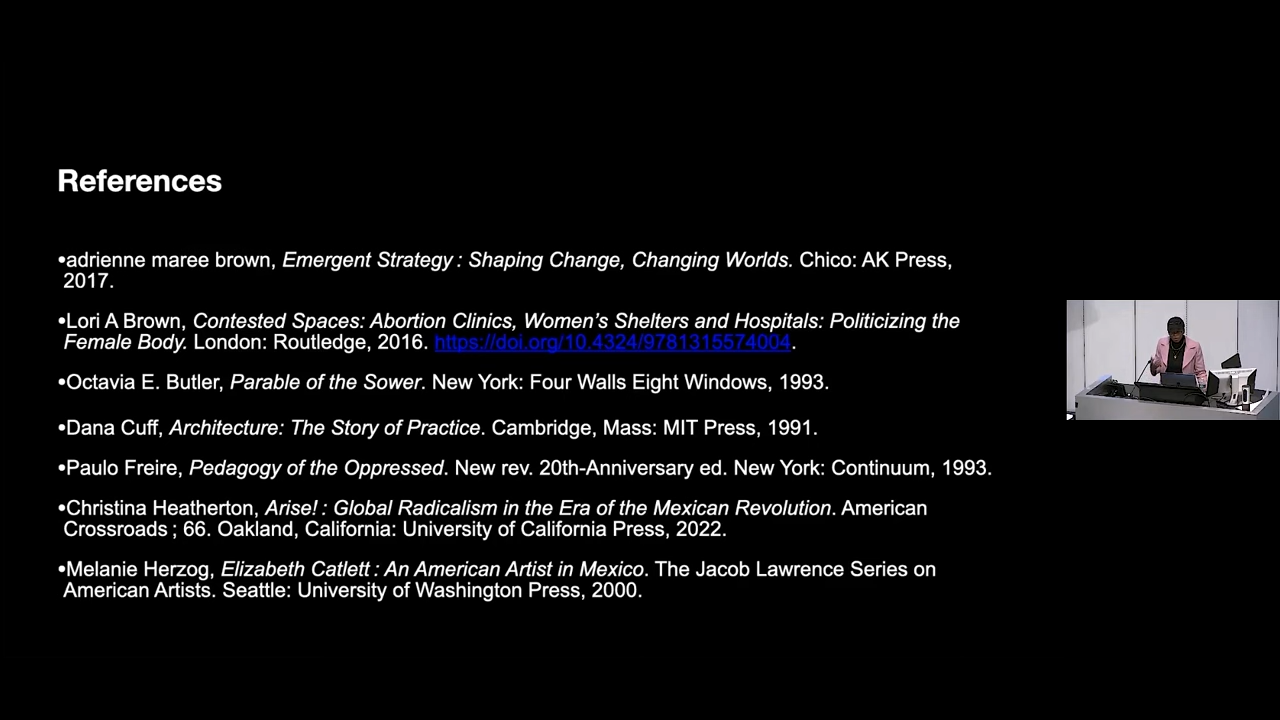 References
•adrienne maree brown, Emergent Strategy : Shaping Change, Changing Worlds. Chico: AK Press,
2017.
•Lori A Brown, Contested Spaces: Abortion Clinics, Women’s Shelters and Hospitals: Politicizing the
Female Body. London: Routledge, 2016. https://doi.org/10.4324/9781315574004.
•Octavia E. Butler, Parable of the Sower. New York: Four Walls Eight Windows, 1993.
•Dana Cuff, Architecture: The Story of Practice. Cambridge, Mass: MIT Press, 1991.
•Paulo Freire, Pedagogy of the Oppressed. New rev. 20th-Anniversary ed. New York: Continuum, 1993.
•Christina Heatherton, Arise! : Global Radicalism in the Era of the Mexican Revolution. American
Crossroads ; 66. Oakland, California: University of California Press, 2022.
•Melanie Herzog, Elizabeth Catlett : An American Artist in Mexico. The Jacob Lawrence Series on
American Artists. Seattle: University of Washington Press, 2000.